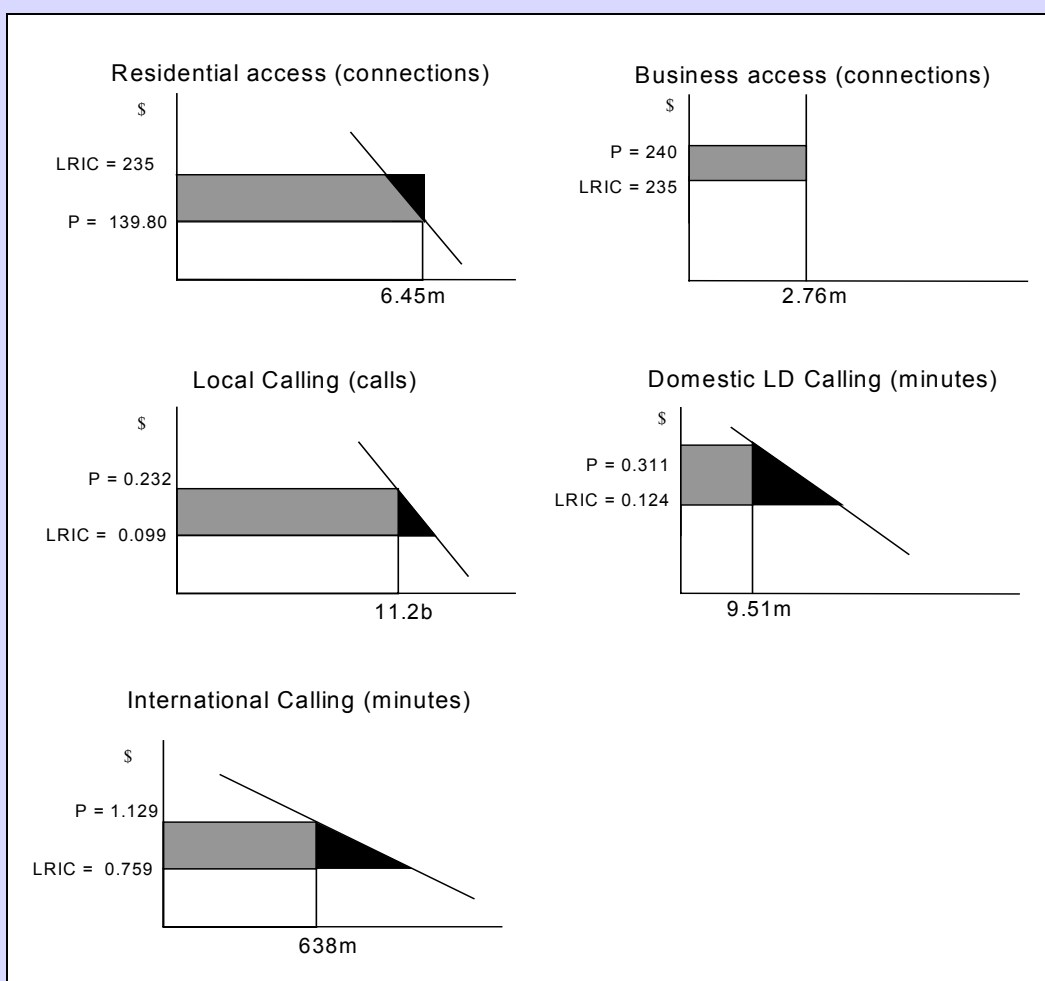 Residential access (connections)
$
LRIC = 235
P = 139.80
6.45m
Business access (connections)
$
P = 240
LRIC = 235
2.76m
Local Calling (calls)
$
P = 0.232
LRIC = 0.099
11.2b
Domestic LD Calling (minutes)
$
P = 0.311
LRIC = 0.124
9.51m
International Calling (minutes)
$
P = 1.129
LRIC = 0.759
638m